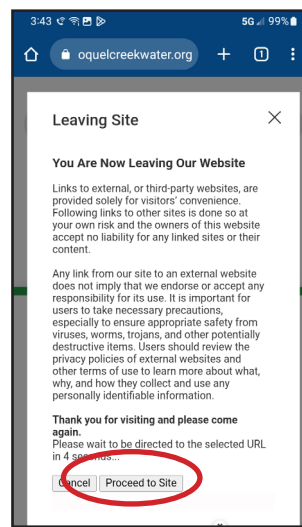 3:43 5G 99%
oquelcreekwater.org + 1
Leaving Site
You Are Now Leaving Our Website
Links to external, or third-party websites, are
provided solely for visitors' convenience.
Following links to other sites is done so at
your own risk and the owners of this website
accept no liability for any linked sites or their
content.
Any link from our site to an external website
does not imply that we endorse or accept any
responsibility for its use. It is important for
users to take necessary precautions,
especially to ensure appropriate safety from
viruses, worms, trojans, and other potentially
destructive items. Users should review the
privacy policies of external websites and
other terms of use to learn more about what,
why, and how they collect and use any
personally identifiable information.
Thank you for visiting and please come
again.
Please wait to be directed to the selected URL
in 4 seconds...
Cancel Proceed to Site